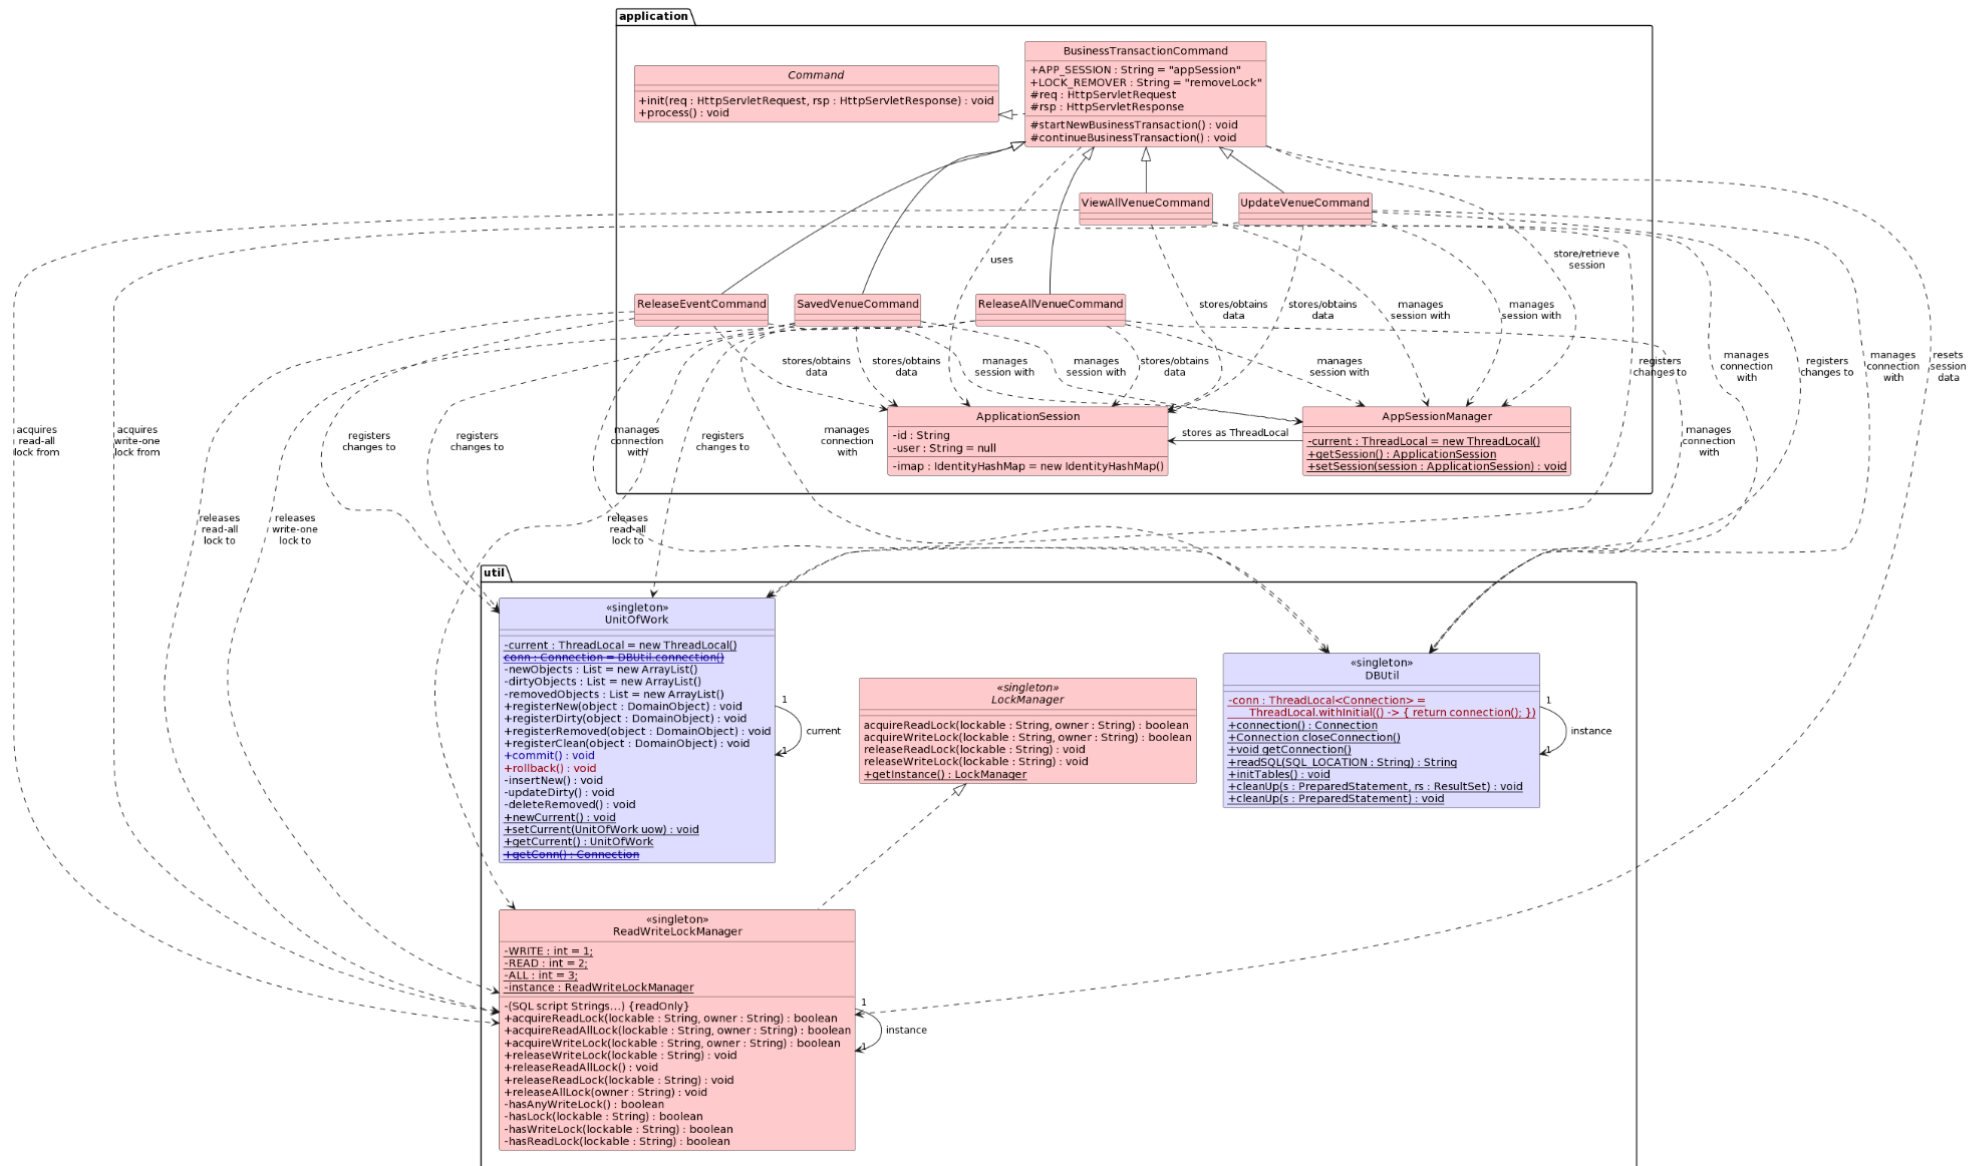 application
BusinessTransactionCommand
+APP_SESSION : String = "appSession"
+LOCK_REMOVER : String = "removeLock"
#req : HttpServletRequest
#rsp : HttpServletResponse
#startNewBusinessTransaction() : void
#continueBusinessTransaction() : void
Command
+init(req : HttpServletRequest, rsp : HttpServletResponse) : void
+process() : void
ViewAllVenueCommand
UpdateVenueCommand
uses
store/retrieve
session
ReleaseEventCommand
SavedVenueCommand
ReleaseAllVenueCommand
stores/obtains
data
stores/obtains
data
manages
session with
manages
session with
stores/obtains
data
stores/obtains
data
manages
session with
manages
session with
stores/obtains
data
manages
session with
registers
changes to
manages
connection
with
registers
changes to
manages
connection
with
resets
session
data
ApplicationSession
-id : String
-user : String = null
-imap : IdentityHashMap = new IdentityHashMap()
stores as ThreadLocal
AppSessionManager
-current : ThreadLocal = new ThreadLocal()
+getSession() : ApplicationSession
+setSession(session : ApplicationSession) : void
acquires
read-all
lock from
acquires
write-one
lock from
registers
changes to
registers
changes to
manages
connection
with
registers
changes to
manages
connection
with
manages
connection
with
releases
read-all
lock to
releases
write-one
lock to
releases
read-all
lock to
util
«singleton»
UnitOfWork
-current : ThreadLocal = new ThreadLocal()
conn : Connection = DBUtil.connection()
-newObjects : List = new ArrayList()
-dirtyObjects : List = new ArrayList()
-removedObjects : List = new ArrayList()
+registerNew(object : DomainObject) : void
+registerDirty(object : DomainObject) : void
+registerRemoved(object : DomainObject) : void
+registerClean(object : DomainObject) : void
+commit() : void
+rollback() : void
-insertNew() : void
-updateDirty() : void
-deleteRemoved() : void
+newCurrent() : void
+setCurrent(UnitOfWork uow) : void
+getCurrent() : UnitOfWork
+getConn() : Connection
1
current
1
«singleton»
LockManager
acquireReadLock(lockable : String, owner : String) : boolean
acquireWriteLock(lockable : String, owner : String) : boolean
releaseReadLock(lockable : String) : void
releaseWriteLock(lockable : String) : void
+getInstance() : LockManager
«singleton»
DBUtil
-conn : ThreadLocal<Connection> =
ThreadLocal.withInitial(() -> { return connection(); })
+connection() : Connection
+Connection closeConnection()
+void getConnection()
+readSQL(SQL_LOCATION : String) : String
+initTables() : void
+cleanUp(s : PreparedStatement, rs : ResultSet) : void
+cleanUp(s : PreparedStatement) : void
1
instance
1
«singleton»
ReadWriteLockManager
-WRITE : int = 1;
-READ : int = 2;
-ALL : int = 3;
-instance : ReadWriteLockManager
-(SQL script Strings...) {readOnly}
+acquireReadLock(lockable : String, owner : String) : boolean
+acquireReadAllLock(lockable : String, owner : String) : boolean
+acquireWriteLock(lockable : String, owner : String) : boolean
+releaseWriteLock(lockable : String) : void
+releaseReadAllLock() : void
+releaseReadLock(lockable : String) : void
+releaseAllLock(owner : String) : void
-hasAnyWriteLock() : boolean
-hasLock(lockable : String) : boolean
-hasWriteLock(lockable : String) : boolean
-hasReadLock(lockable : String) : boolean
1
instance
1